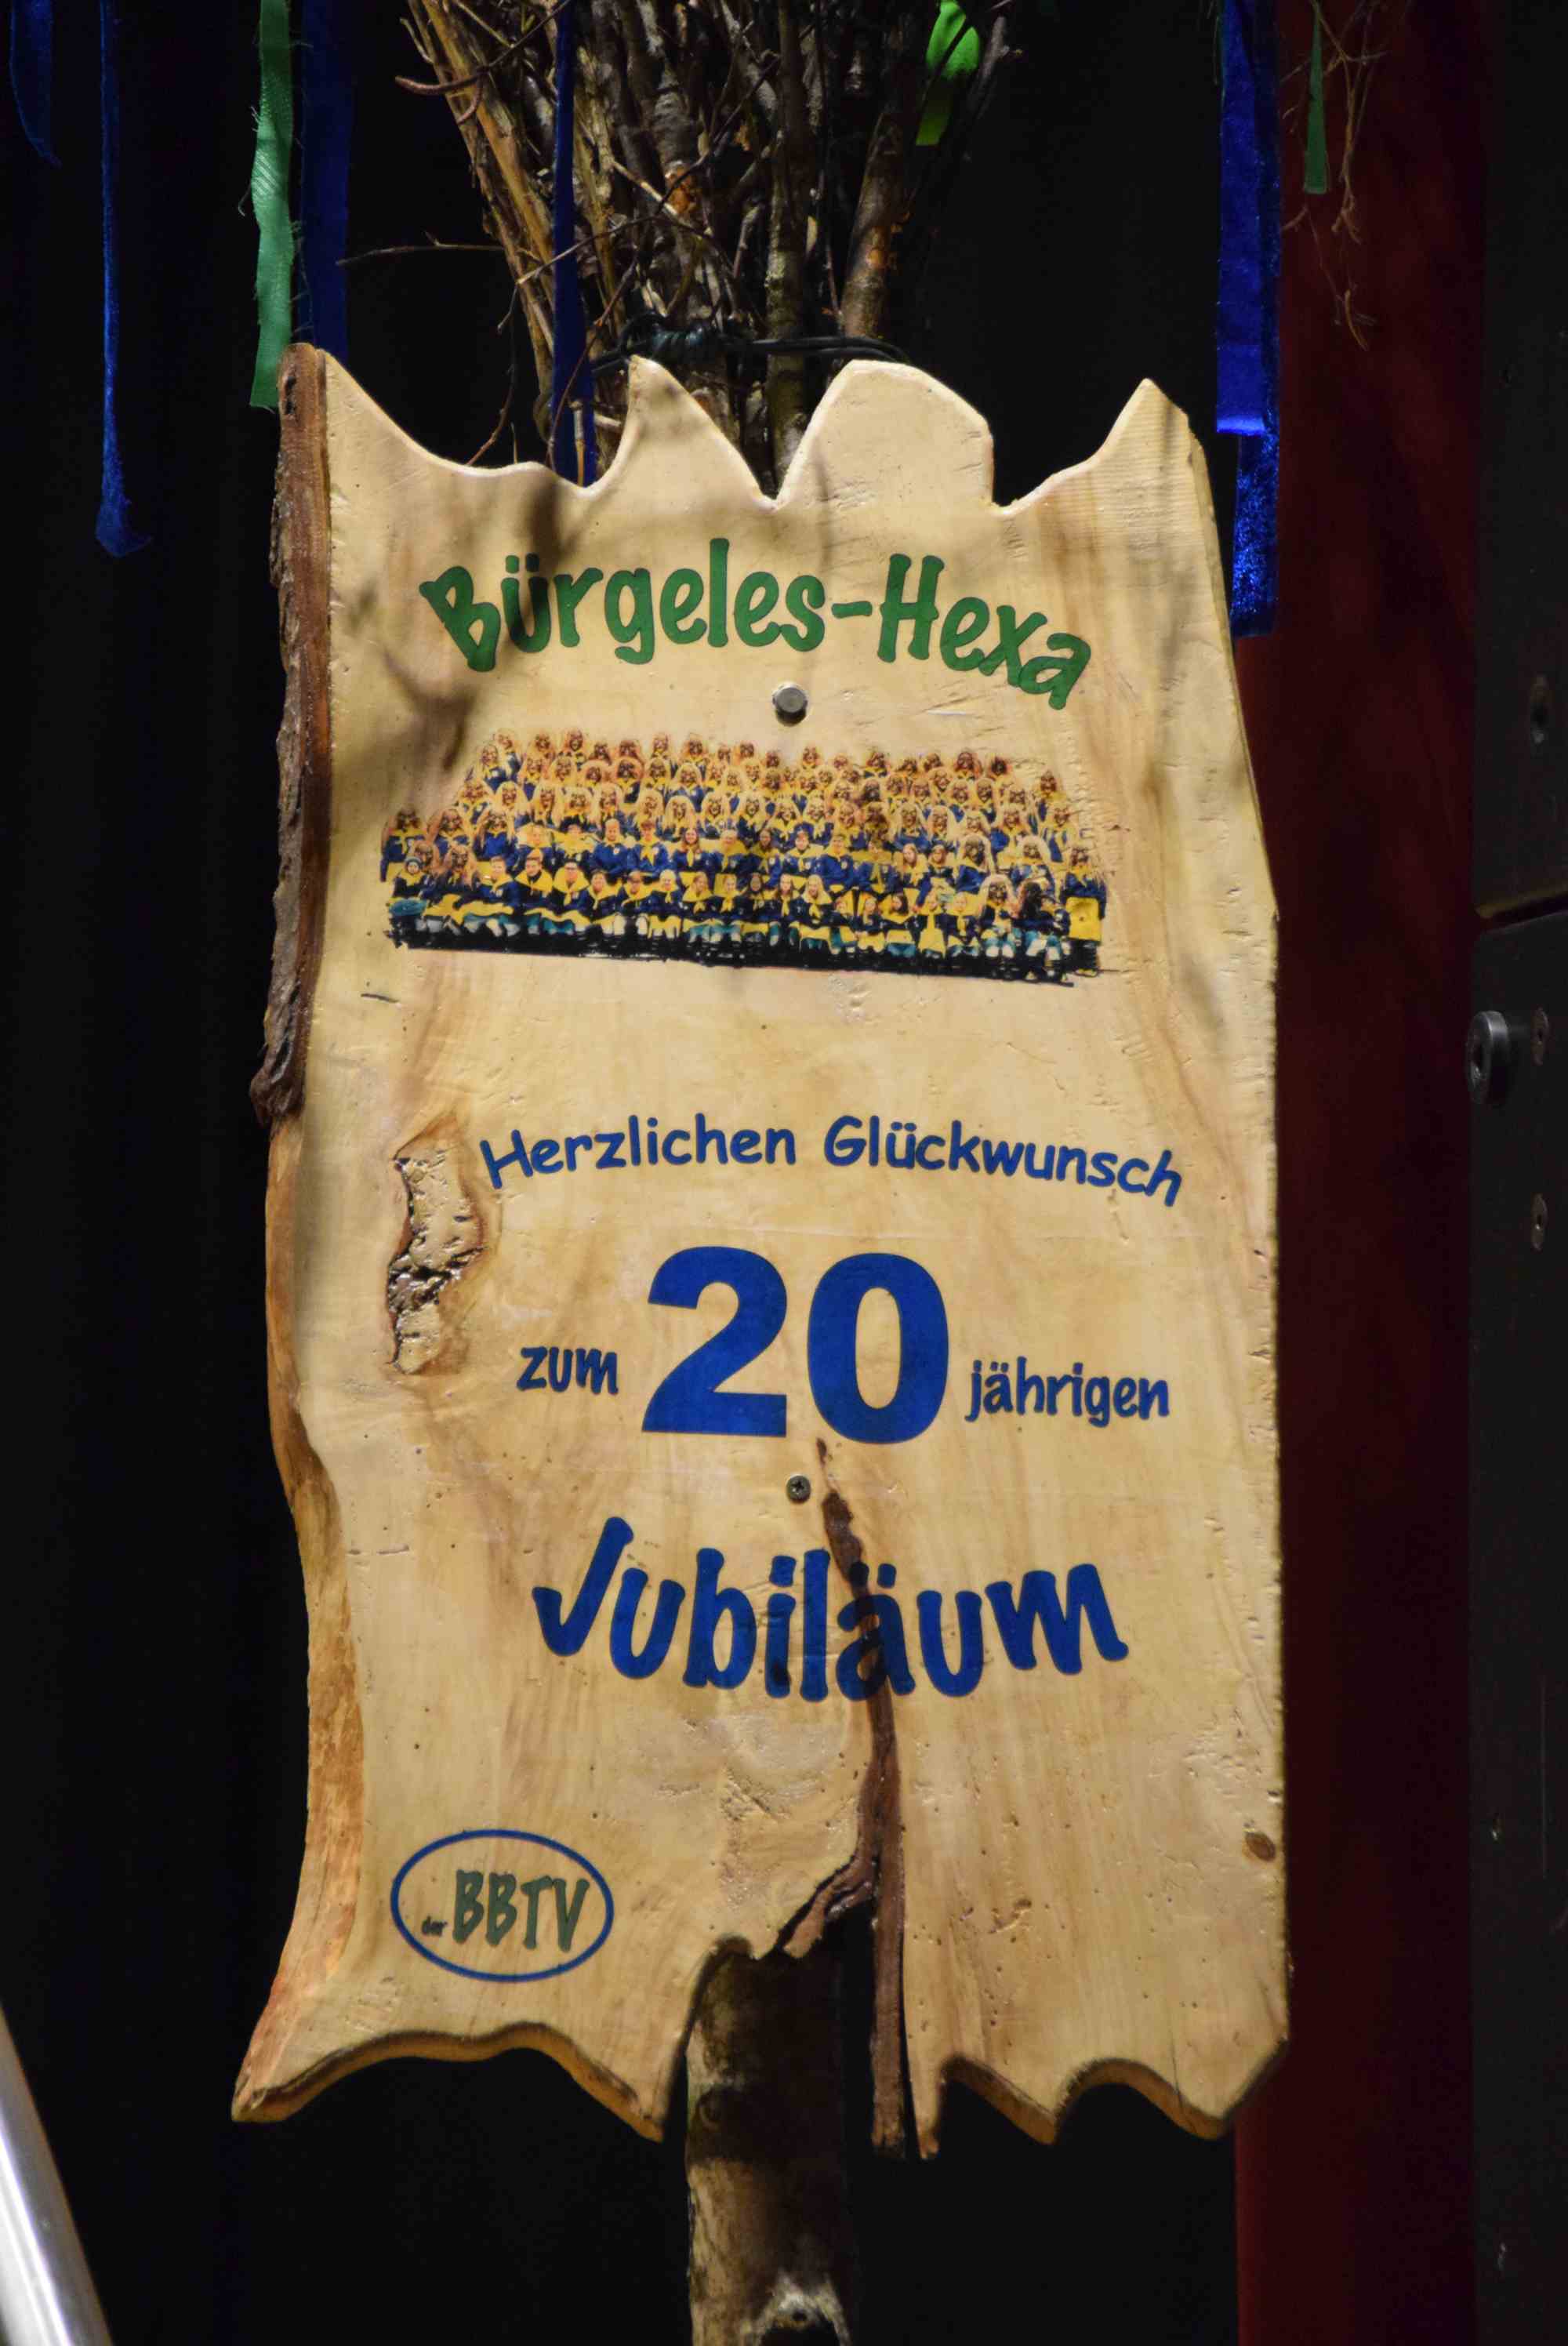 Bürgeles-Hexa
Herzlichen Glückwunsch
zum 20 jährigen
Jubiläum
der BBTV